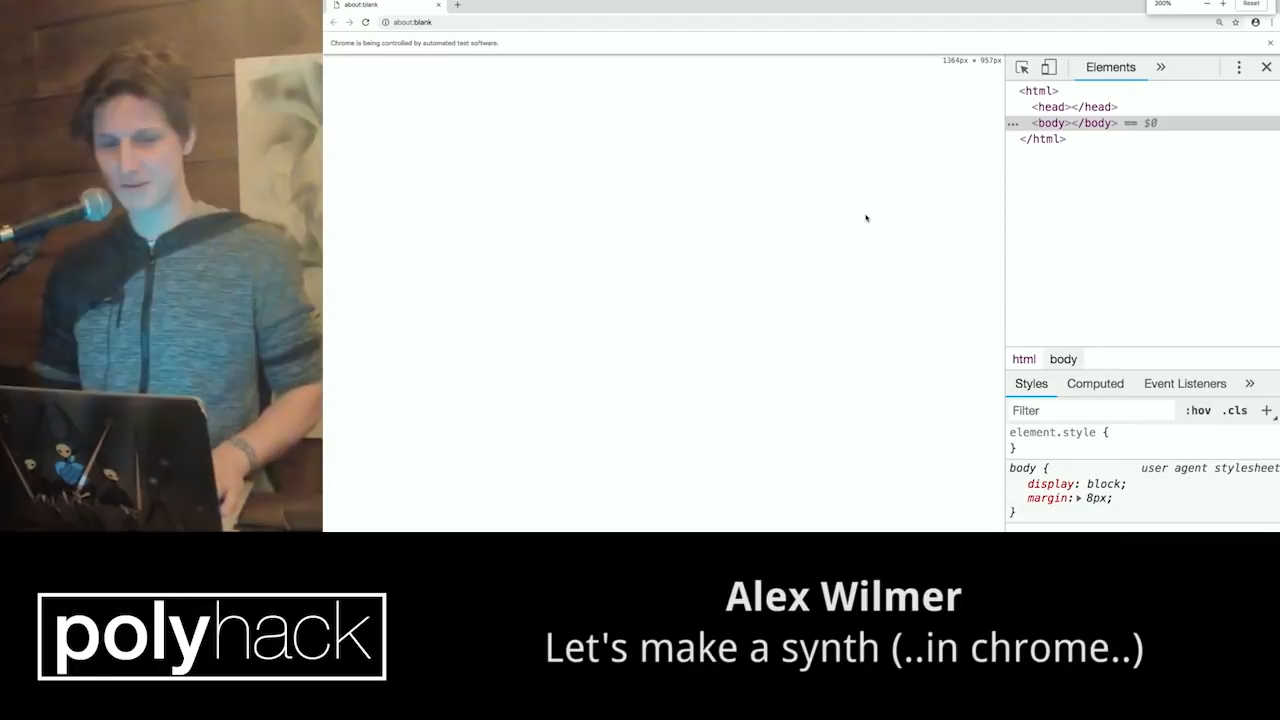 about:blank
300%
Reset
about:blank
Chrome is being controlled by automated test software.
1364px × 957px
Elements
<html>
<head></head>
<body></body> == $0
</html>
html body
Styles Computed Event Listeners
Filter :hov .cls
element.style {
}
body { user agent stylesheet
display: block;
margin: 8px;
}
polyhack
Alex Wilmer
Let's make a synth (..in chrome..)